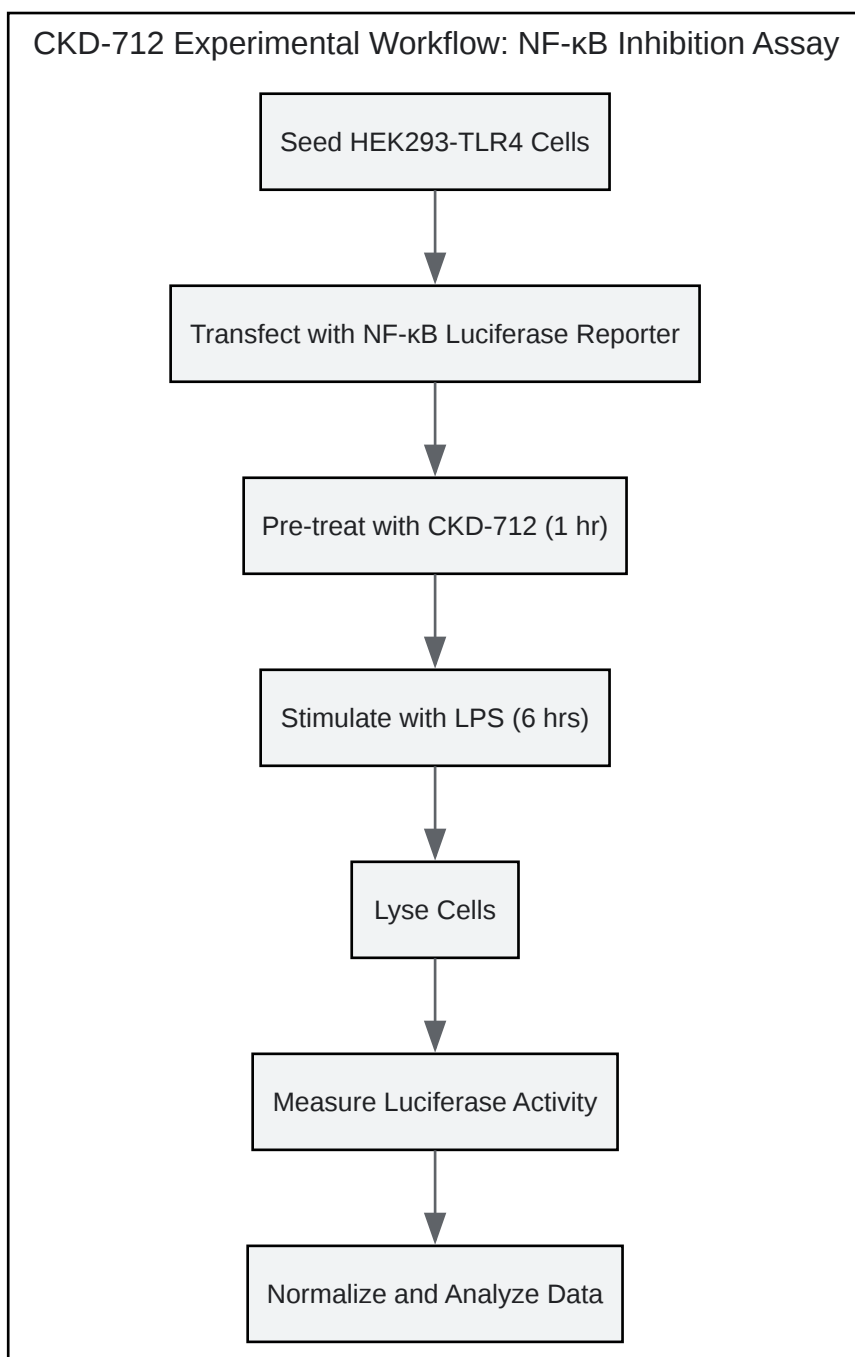 CKD-712 Experimental Workflow: NF-κB Inhibition Assay
Seed HEK293-TLR4 Cells
Transfect with NF-κB Luciferase Reporter
Pre-treat with CKD-712 (1 hr)
Stimulate with LPS (6 hrs)
Lyse Cells
Measure Luciferase Activity
Normalize and Analyze Data